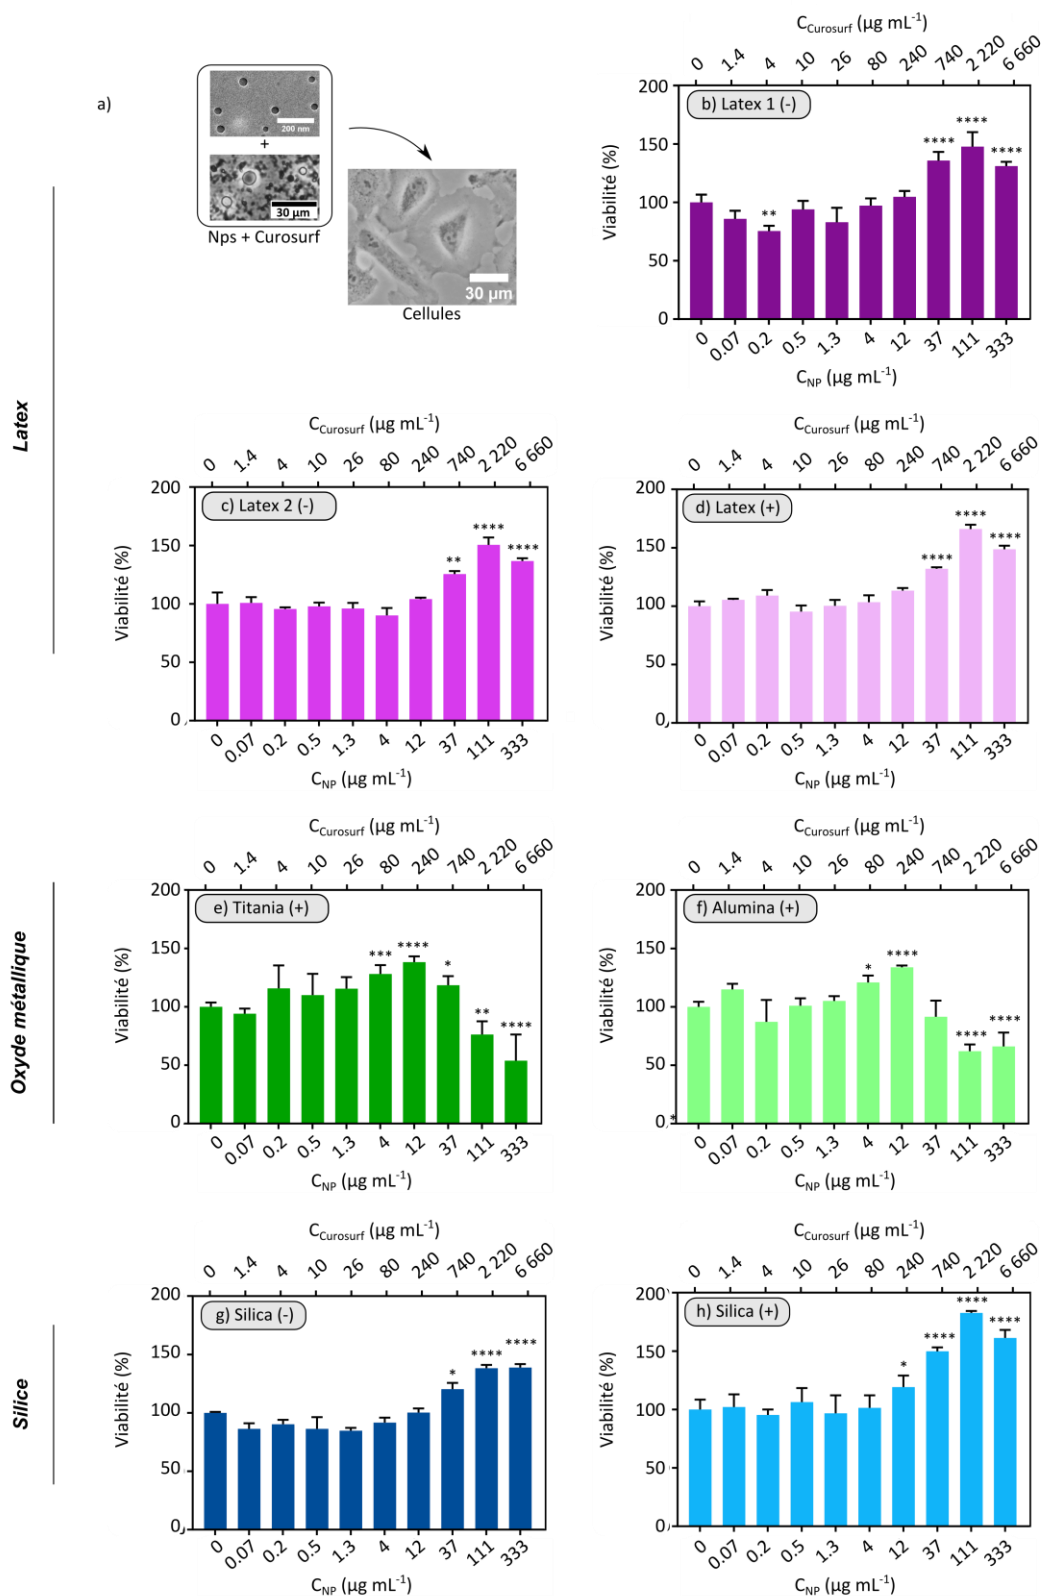 a)
200 nm
+
30 µm
Nps + Curosurf
30 µm
Cellules
Latex
C_Curosurf (µg mL⁻¹)
0 1.4 4 10 26 80 240 740 2 220 6 660
b) Latex 1 (-)
Viabilité (%)
200
150
100
50
0
** **** **** ****
0 0.07 0.2 0.5 1.3 4 12 37 111 333
C_NP (µg mL⁻¹)
C_Curosurf (µg mL⁻¹)
0 1.4 4 10 26 80 240 740 2 220 6 660
c) Latex 2 (-)
Viabilité (%)
200
150
100
50
0
** **** ****
0 0.07 0.2 0.5 1.3 4 12 37 111 333
C_NP (µg mL⁻¹)
C_Curosurf (µg mL⁻¹)
0 1.4 4 10 26 80 240 740 2 220 6 660
d) Latex (+)
Viabilité (%)
200
150
100
50
0
**** **** ****
0 0.07 0.2 0.5 1.3 4 12 37 111 333
C_NP (µg mL⁻¹)
Oxyde métallique
C_Curosurf (µg mL⁻¹)
0 1.4 4 10 26 80 240 740 2 220 6 660
e) Titania (+)
Viabilité (%)
200
150
100
50
0
*** **** * ** ****
0 0.07 0.2 0.5 1.3 4 12 37 111 333
C_NP (µg mL⁻¹)
C_Curosurf (µg mL⁻¹)
0 1.4 4 10 26 80 240 740 2 220 6 660
f) Alumina (+)
Viabilité (%)
200
150
100
50
0
*
* **** **** ****
0 0.07 0.2 0.5 1.3 4 12 37 111 333
C_NP (µg mL⁻¹)
Silice
C_Curosurf (µg mL⁻¹)
0 1.4 4 10 26 80 240 740 2 220 6 660
g) Silica (-)
Viabilité (%)
200
150
100
50
0
* **** ****
0 0.07 0.2 0.5 1.3 4 12 37 111 333
C_NP (µg mL⁻¹)
C_Curosurf (µg mL⁻¹)
0 1.4 4 10 26 80 240 740 2 220 6 660
h) Silica (+)
Viabilité (%)
200
150
100
50
0
* **** **** ****
0 0.07 0.2 0.5 1.3 4 12 37 111 333
C_NP (µg mL⁻¹)